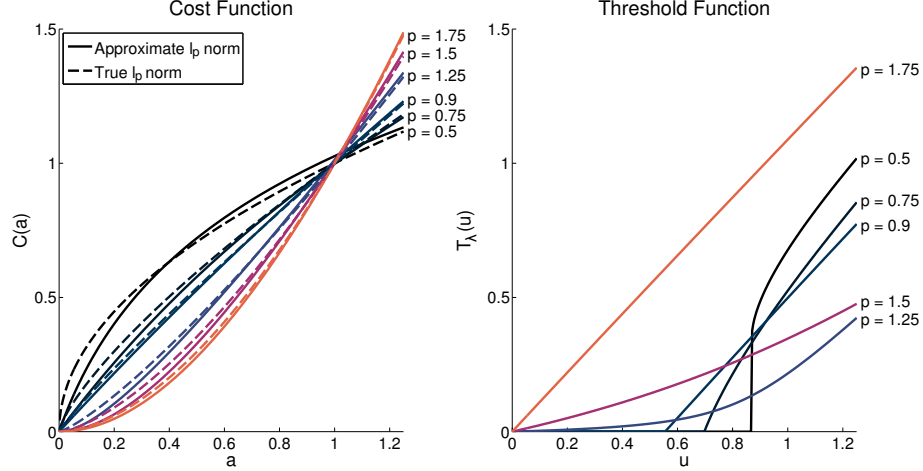 Cost Function
Approximate lp norm
True lp norm
1.5
1
0.5
0
C(a)
0
0.2
0.4
0.6
0.8
1
1.2
a
p = 1.75
p = 1.5
p = 1.25
p = 0.9
p = 0.75
p = 0.5
Threshold Function
1.5
1
0.5
0
Tλ(u)
0
0.2
0.4
0.6
0.8
1
1.2
u
p = 1.75
p = 0.5
p = 0.75
p = 0.9
p = 1.5
p = 1.25